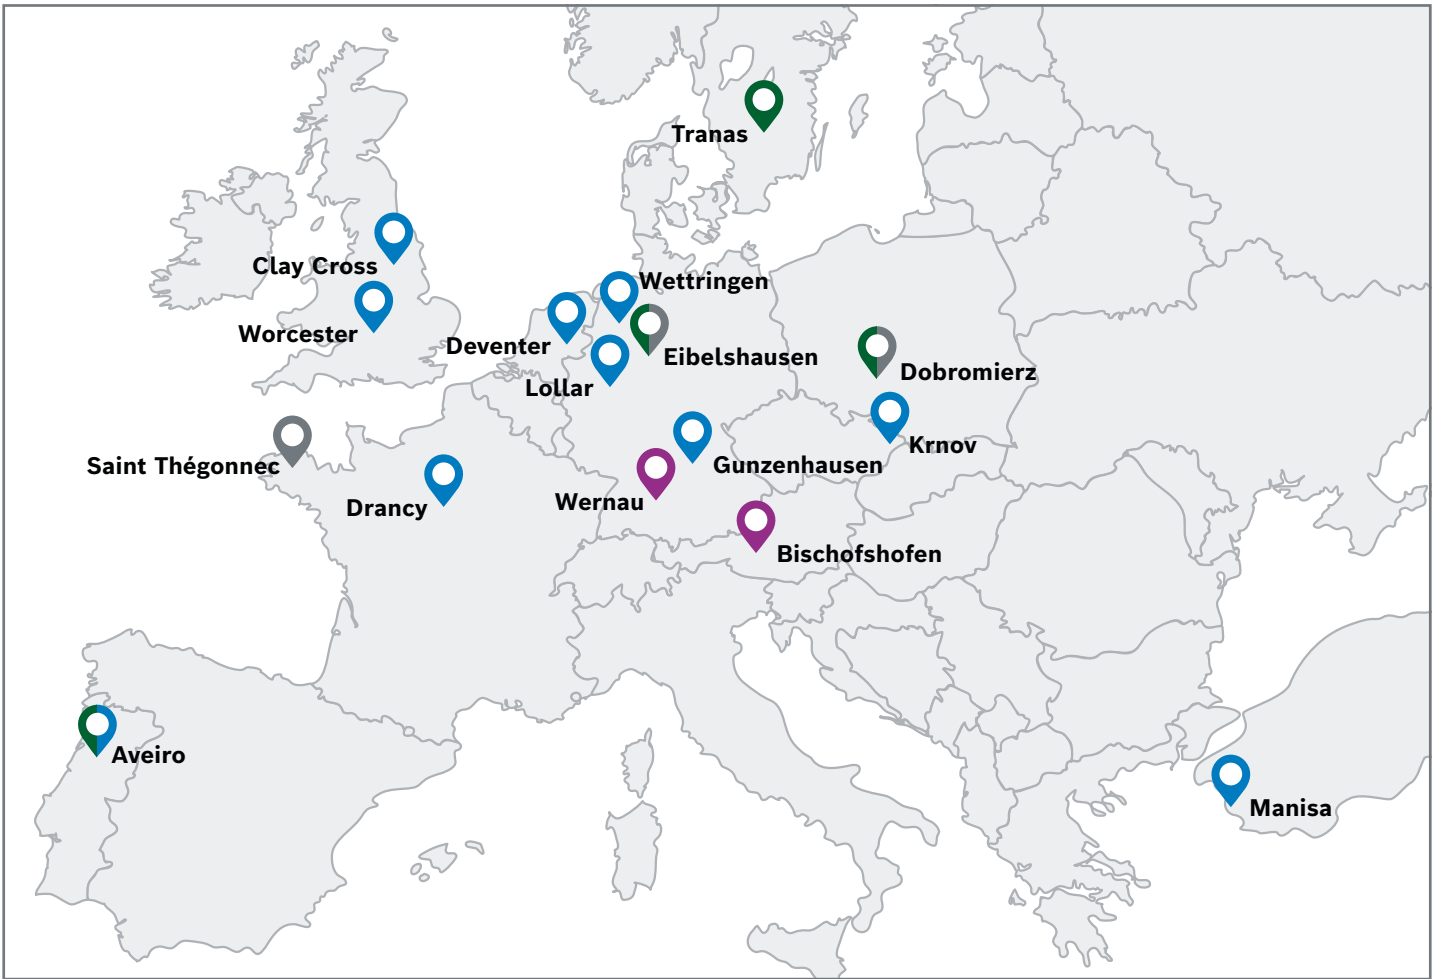 Tranas
Clay Cross
Wettringen
Worcester
Deventer
Eibelshausen
Dobromierz
Lollar
Krnov
Saint Thégonnec
Gunzenhausen
Wernau
Drancy
Bischofshofen
Aveiro
Manisa